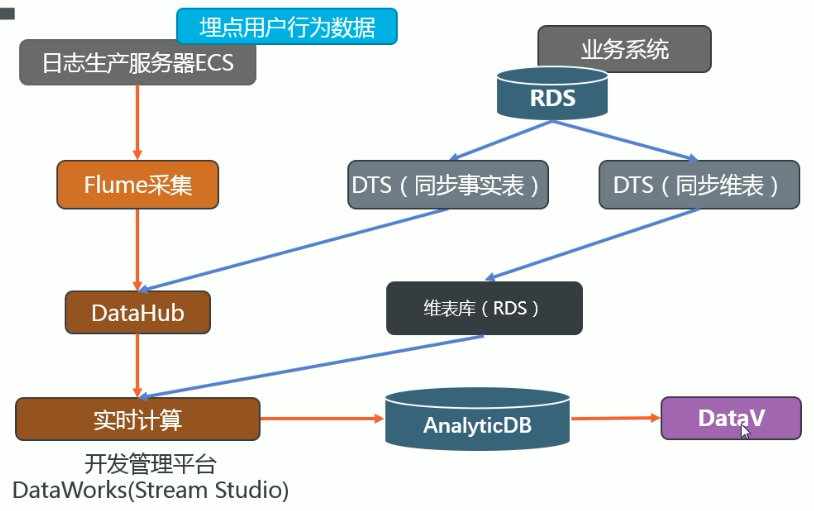 埋点用户行为数据
日志生产服务器ECS
业务系统
RDS
Flume采集
DTS（同步事实表）
DTS（同步维表）
DataHub
维表库（RDS）
实时计算
AnalyticDB
DataV
开发管理平台
DataWorks(Stream Studio)